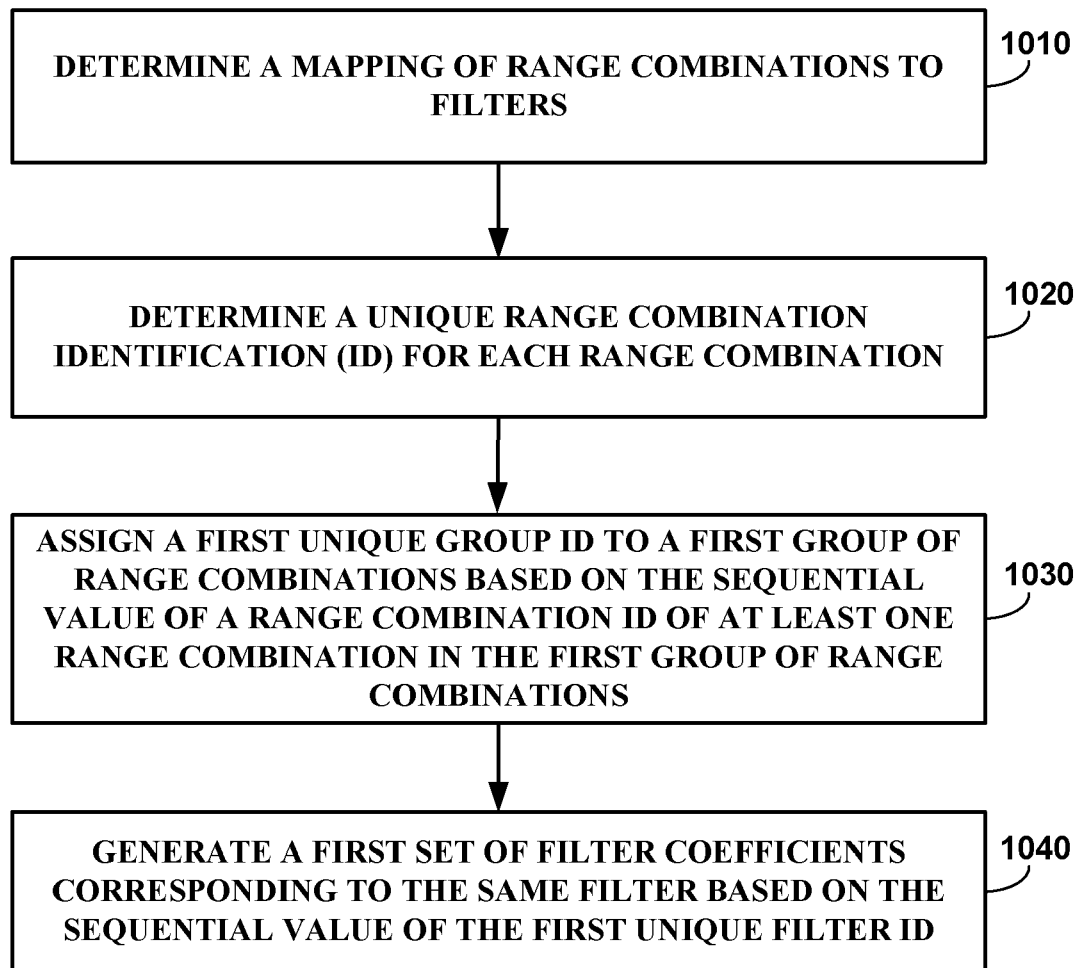 DETERMINE A MAPPING OF RANGE COMBINATIONS TO
FILTERS
1010
DETERMINE A UNIQUE RANGE COMBINATION
IDENTIFICATION (ID) FOR EACH RANGE COMBINATION
1020
ASSIGN A FIRST UNIQUE GROUP ID TO A FIRST GROUP OF
RANGE COMBINATIONS BASED ON THE SEQUENTIAL
VALUE OF A RANGE COMBINATION ID OF AT LEAST ONE
RANGE COMBINATION IN THE FIRST GROUP OF RANGE
COMBINATIONS
1030
GENERATE A FIRST SET OF FILTER COEFFICIENTS
CORRESPONDING TO THE SAME FILTER BASED ON THE
SEQUENTIAL VALUE OF THE FIRST UNIQUE FILTER ID
1040